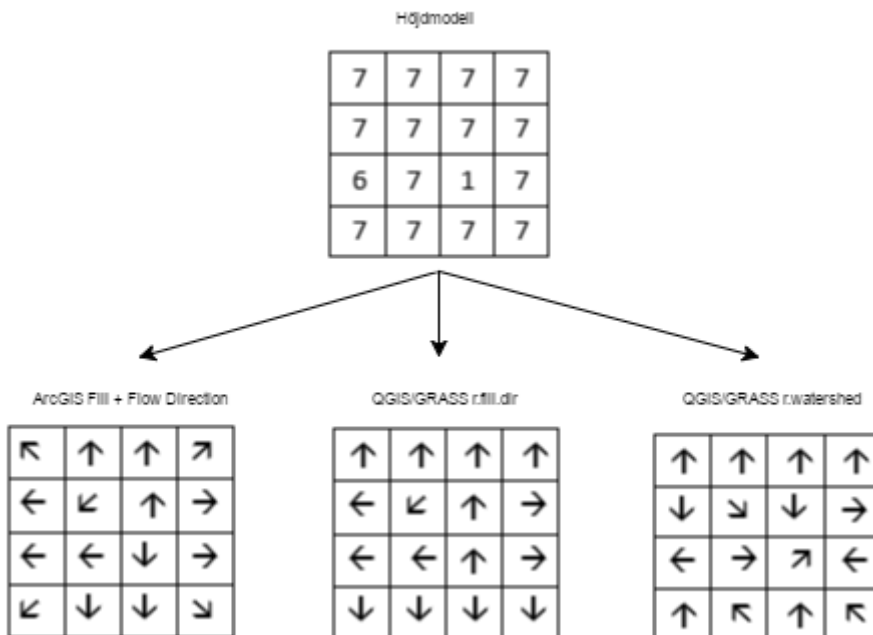 Höjdmodell
7 7 7 7
7 7 7 7
6 7 1 7
7 7 7 7
ArcGIS Fill + Flow Direction
QGIS/GRASS r.fill.dir
QGIS/GRASS r.watershed
↖ ↑ ↑ ↗
← ↙ ↑ →
← ← ↓ →
↙ ↓ ↓ ↘
↑ ↑ ↑ ↑
← ↙ ↑ →
← ← ↑ →
↓ ↓ ↓ ↓
↑ ↑ ↑ ↑
↓ ↘ ↓ →
← → ↗ ←
↑ ↖ ↑ ↖